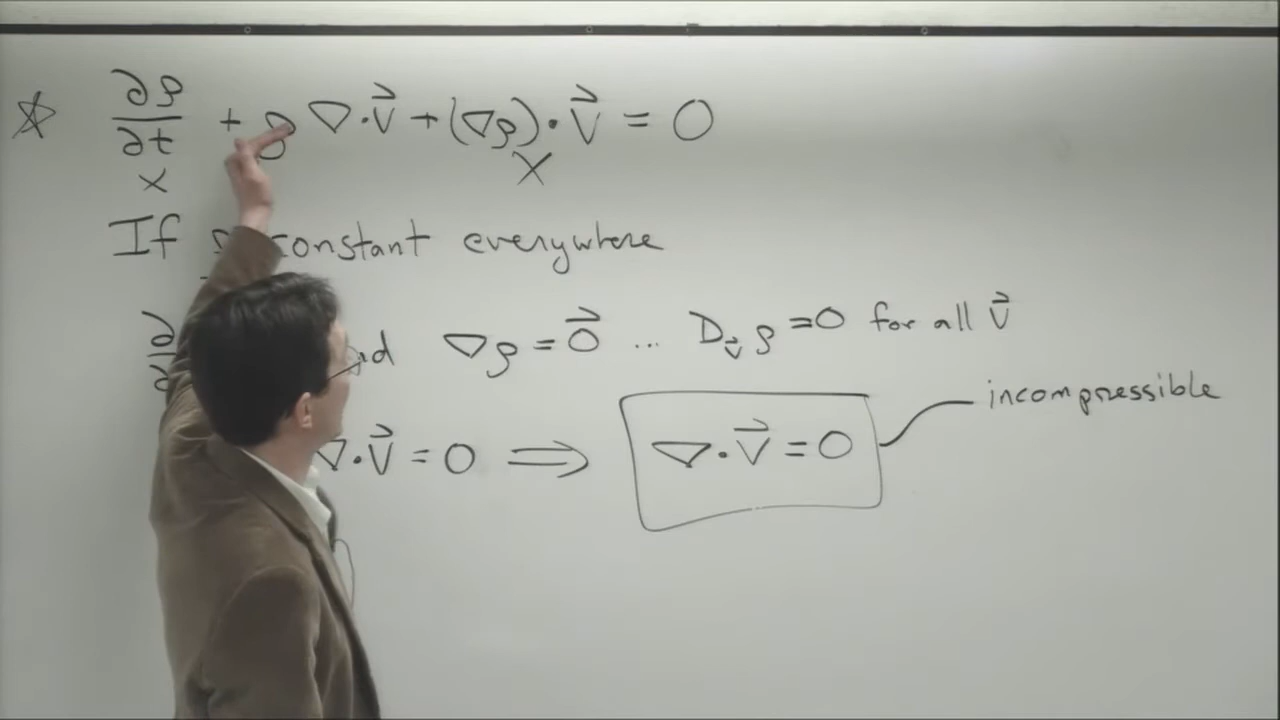 ☆ ∂ρ/∂t + ρ ∇·V⃗ + (∇ρ)·V⃗ = 0
x x
If constant everywhere
∇ρ = 0⃗ ... D_v⃗ ρ = 0 for all V⃗
incompressible
∇·V⃗ = 0 ⟹ ∇·V⃗ = 0